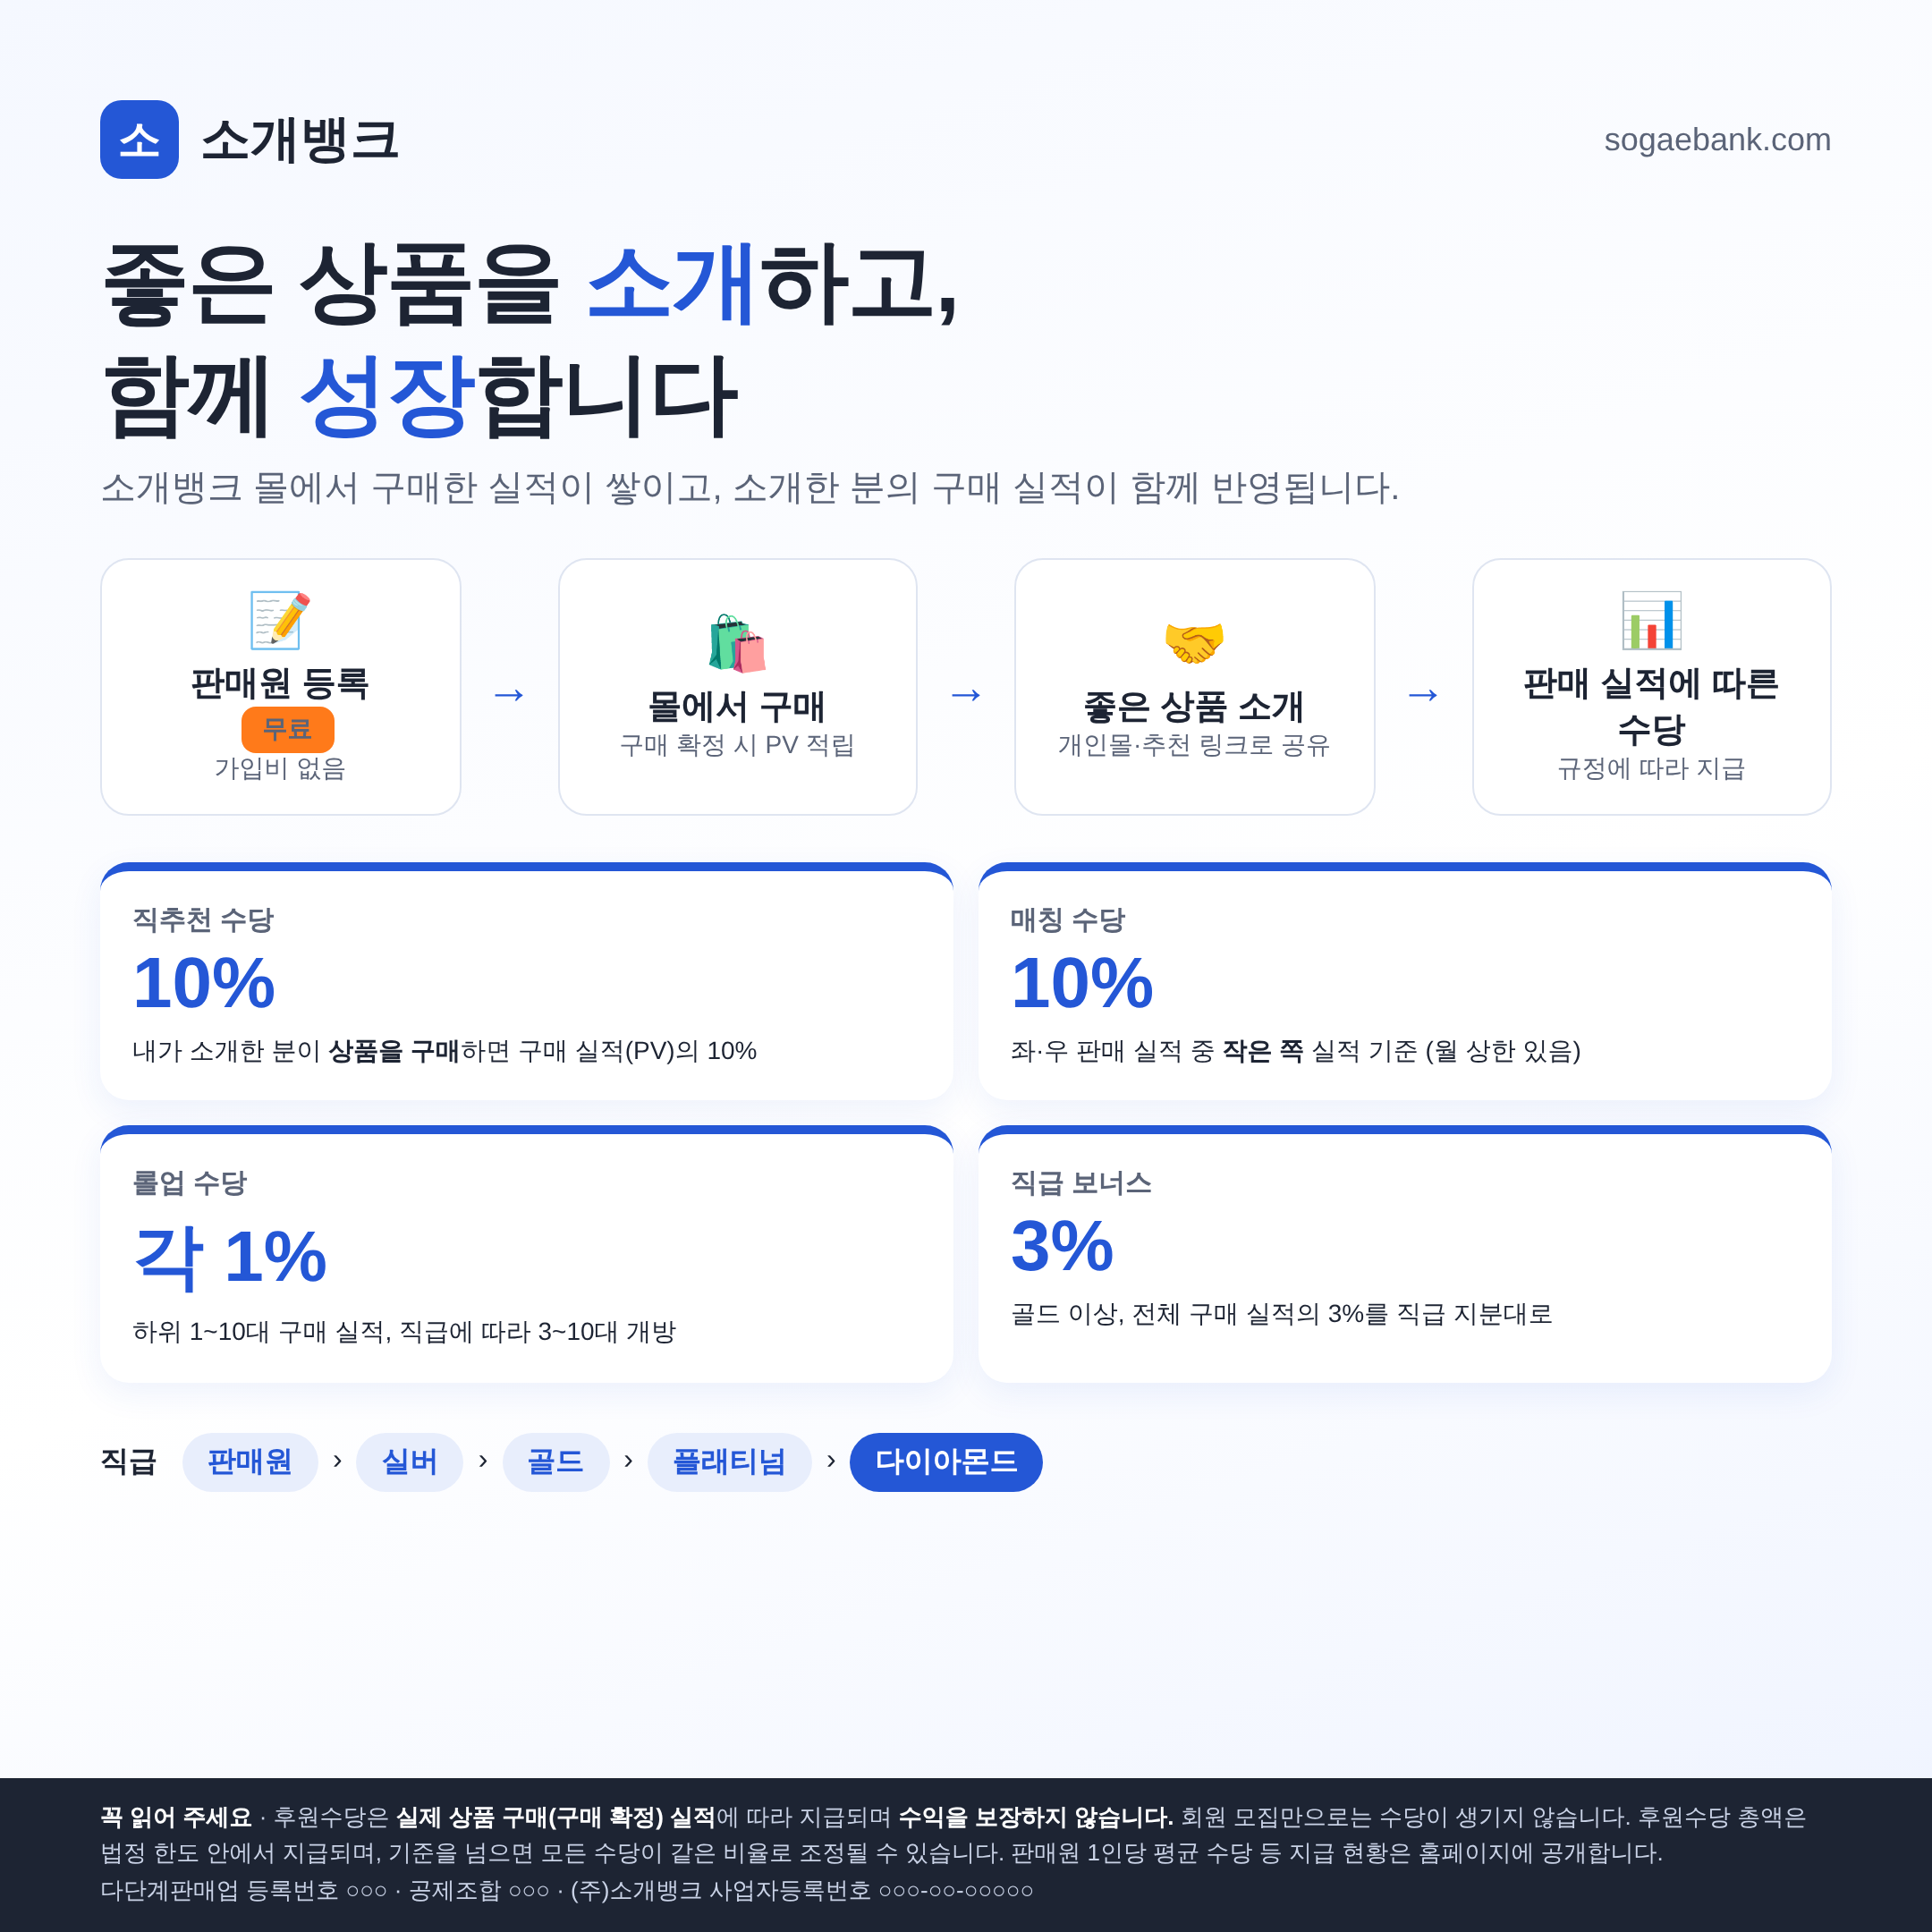 소 소개뱅크
sogaebank.com
좋은 상품을 소개하고,
함께 성장합니다
소개뱅크 몰에서 구매한 실적이 쌓이고, 소개한 분의 구매 실적이 함께 반영됩니다.
판매원 등록
무료
가입비 없음
→
몰에서 구매
구매 확정 시 PV 적립
→
좋은 상품 소개
개인몰·추천 링크로 공유
→
판매 실적에 따른
수당
규정에 따라 지급
직추천 수당
10%
내가 소개한 분이 상품을 구매하면 구매 실적(PV)의 10%
매칭 수당
10%
좌·우 판매 실적 중 작은 쪽 실적 기준 (월 상한 있음)
롤업 수당
각 1%
하위 1~10대 구매 실적, 직급에 따라 3~10대 개방
직급 보너스
3%
골드 이상, 전체 구매 실적의 3%를 직급 지분대로
직급 판매원 › 실버 › 골드 › 플래티넘 › 다이아몬드
꼭 읽어 주세요 · 후원수당은 실제 상품 구매(구매 확정) 실적에 따라 지급되며 수익을 보장하지 않습니다. 회원 모집만으로는 수당이 생기지 않습니다. 후원수당 총액은
법정 한도 안에서 지급되며, 기준을 넘으면 모든 수당이 같은 비율로 조정될 수 있습니다. 판매원 1인당 평균 수당 등 지급 현황은 홈페이지에 공개합니다.
다단계판매업 등록번호 ○○○ · 공제조합 ○○○ · (주)소개뱅크 사업자등록번호 ○○○-○○-○○○○○